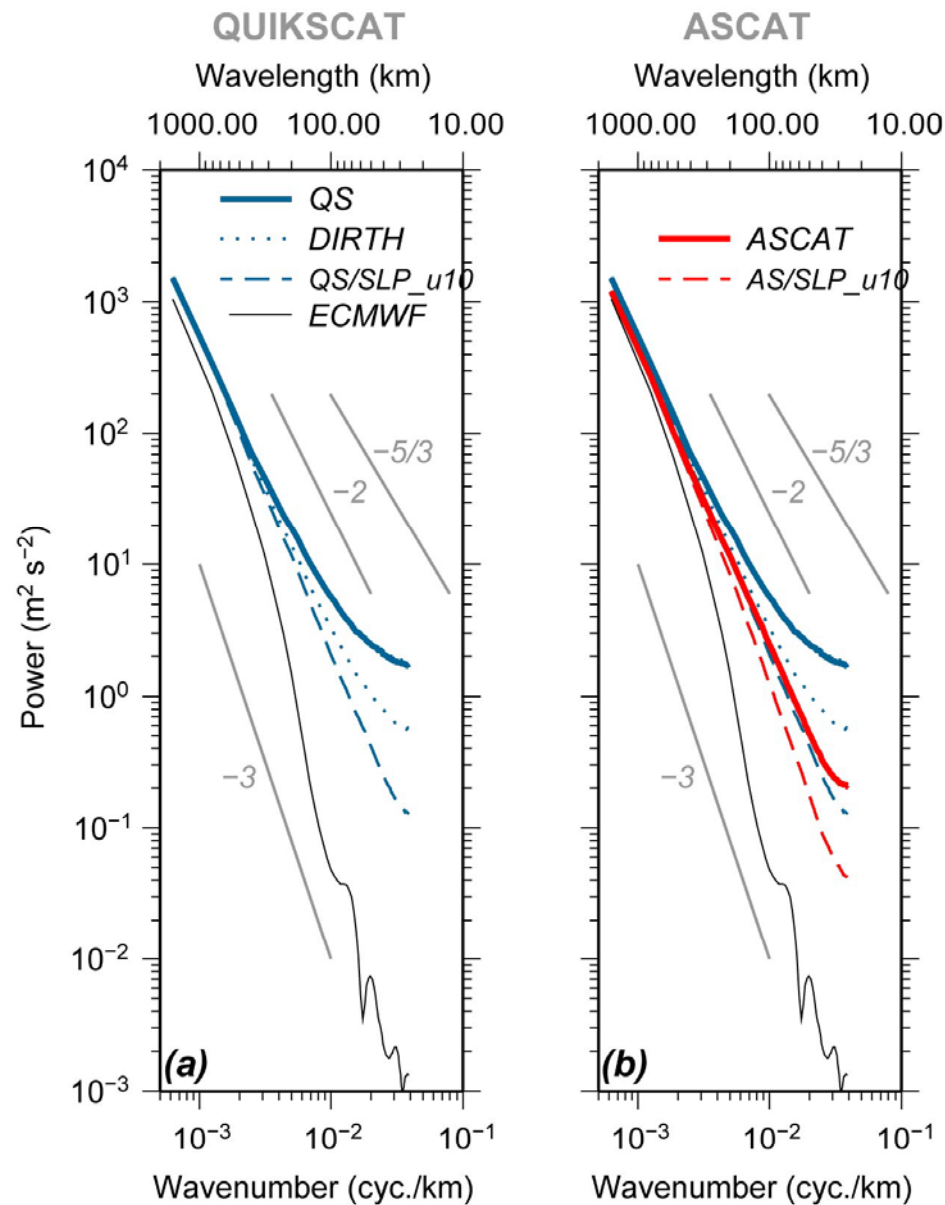 QUIKSCAT
Wavelength (km)
1000.00 100.00 10.00
Power (m² s⁻²)
10⁴
10³
10²
10¹
10⁰
10⁻¹
10⁻²
10⁻³
QS
DIRTH
QS/SLP_u10
ECMWF
−5/3
−2
−3
(a)
10⁻³ 10⁻² 10⁻¹
Wavenumber (cyc./km)
ASCAT
Wavelength (km)
1000.00 100.00 10.00
ASCAT
AS/SLP_u10
−5/3
−2
−3
(b)
10⁻³ 10⁻² 10⁻¹
Wavenumber (cyc./km)